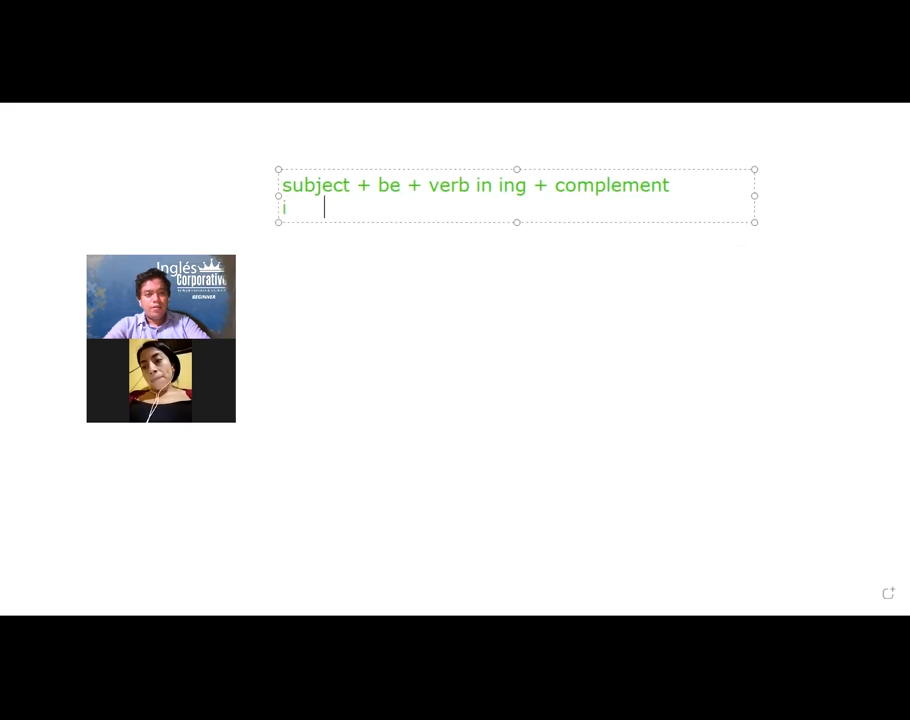 subject + be + verb in ing + complement
i
Inglés
Corporativo
BEGINNER